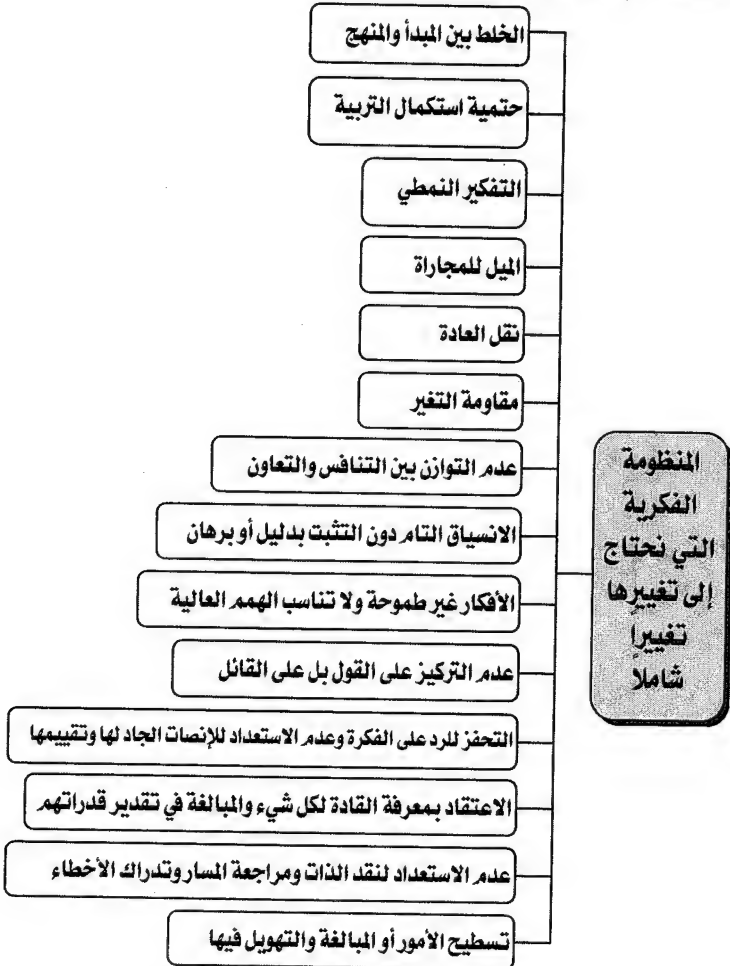 المنظومة
الفكرية
التي نحتاج
إلى تغييرها
تغييراً
شاملاً
الخلط بين المبدأ والمنهج
حتمية استكمال التربية
التفكير النمطي
الميل للمجاراة
نقل العادة
مقاومة التغير
عدم التوازن بين التنافس والتعاون
الانسياق التام دون التثبت بدليل أو برهان
الأفكار غير طموحة ولا تناسب الهمم العالية
عدم التركيز على القول بل على القائل
التحفز للرد على الفكرة وعدم الاستعداد للإنصات الجاد لها وتقييمها
الاعتقاد بمعرفة القادة لكل شيء والمبالغة في تقدير قدراتهم
عدم الاستعداد لنقد الذات ومراجعة المسار وتدراك الأخطاء
تسطيح الأمور أو المبالغة والتهويل فيها